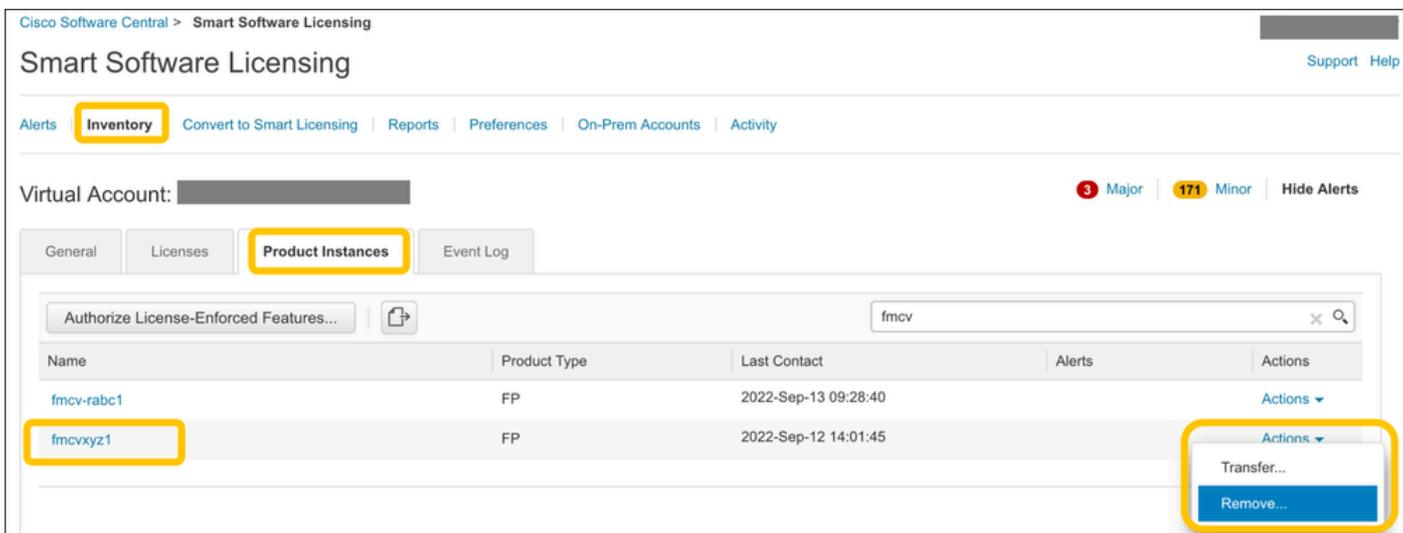 Cisco Software Central > Smart Software Licensing
Smart Software Licensing
Support Help
Alerts Inventory Convert to Smart Licensing Reports Preferences On-Prem Accounts Activity
Virtual Account:
3 Major 171 Minor Hide Alerts
General Licenses Product Instances Event Log
Authorize License-Enforced Features... fmcv
Name Product Type Last Contact Alerts Actions
fmcv-rabc1 FP 2022-Sep-13 09:28:40 Actions
fmcvxyz1 FP 2022-Sep-12 14:01:45 Actions
Transfer...
Remove...